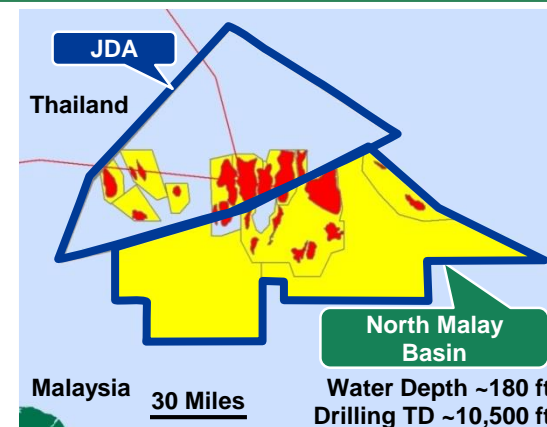 JDA
Thailand
North Malay
Basin
Malaysia
30 Miles
Water Depth ~180 ft
Drilling TD ~10,500 ft